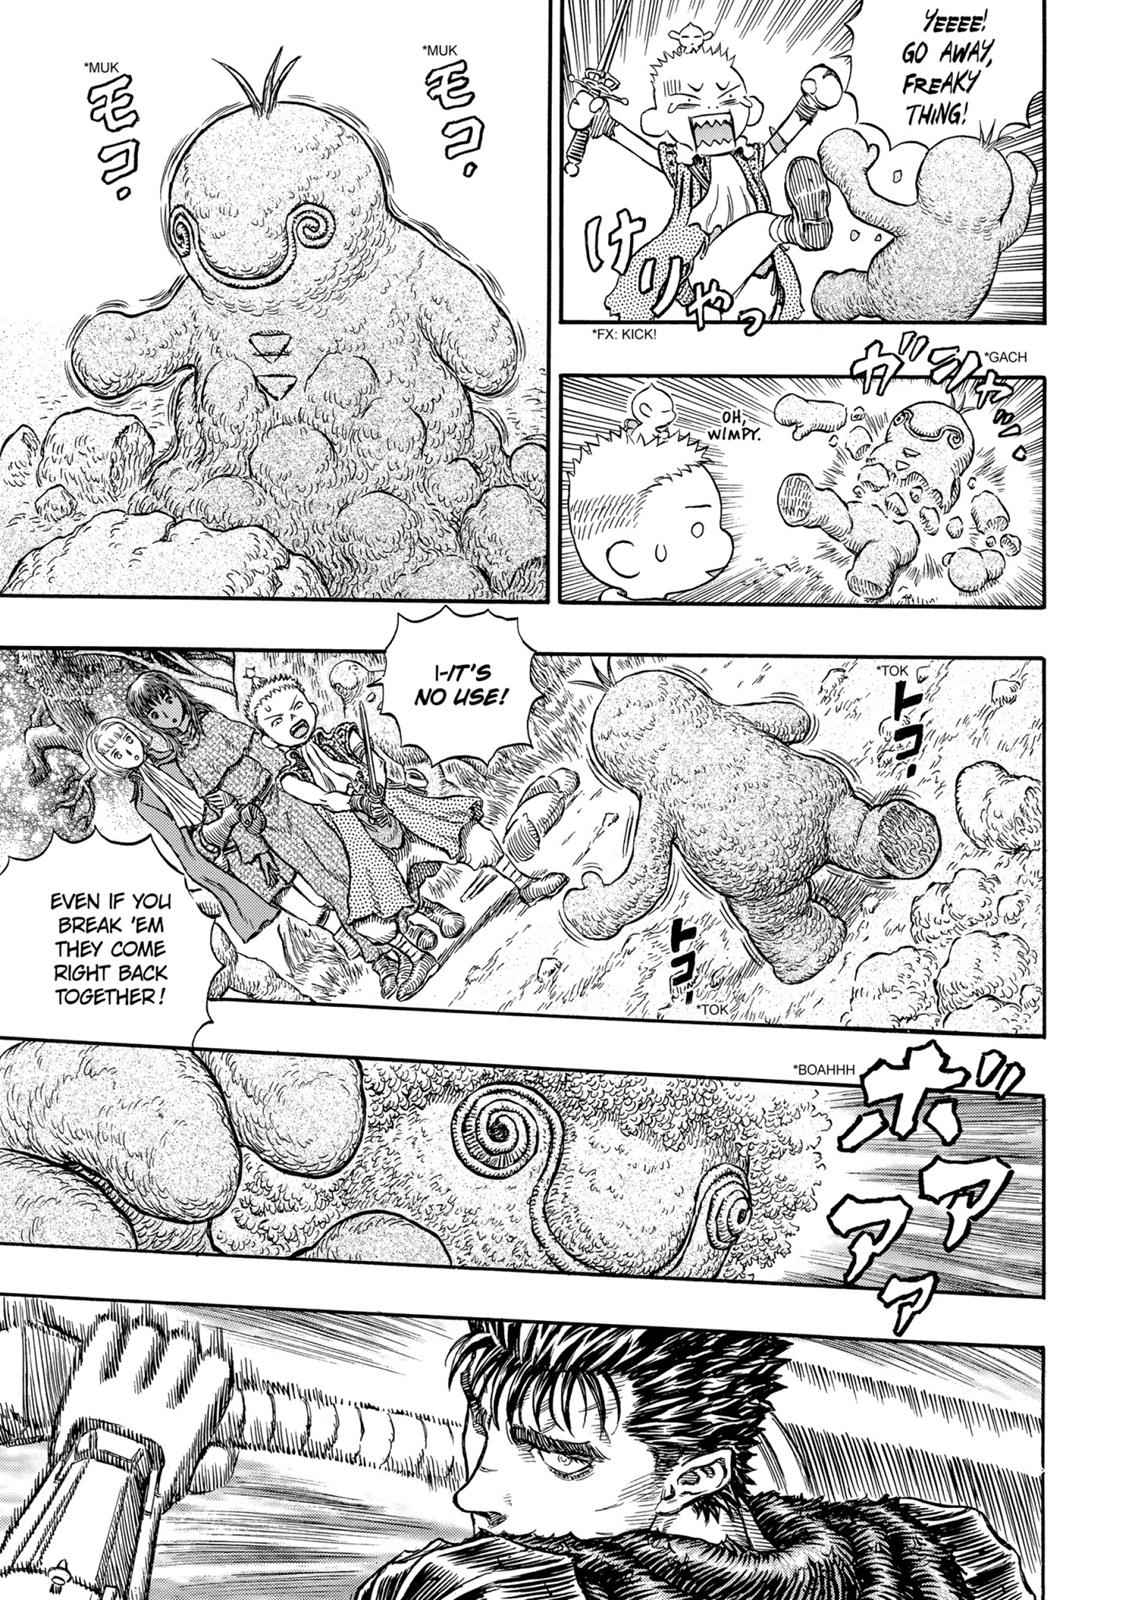 YEEEE!
GO AWAY,
FREAKY
THING!
けりゃっ
*FX: KICK!
ガシャッ
*GACH
OH,
WIMPY.
*MUK
モコ
*MUK
モコ
I-IT'S
NO USE!
*TOK
トコ
トコ
*TOK
EVEN IF YOU
BREAK 'EM
THEY COME
RIGHT BACK
TOGETHER!
*BOAHHH
ボアアァ